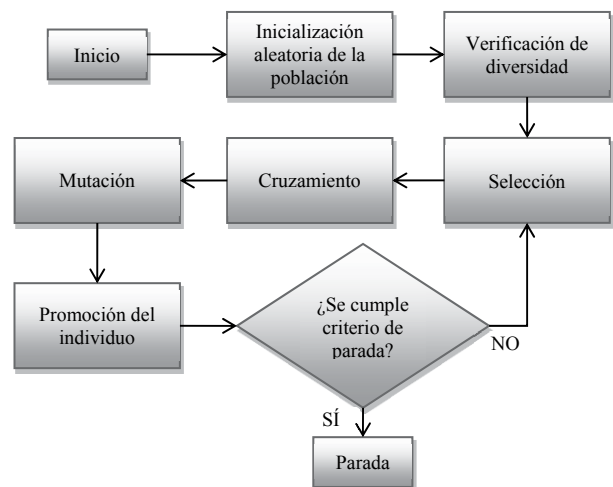 Inicio
Inicialización
aleatoria de la
población
Verificación de
diversidad
Selección
Cruzamiento
Mutación
Promoción del
individuo
¿Se cumple
criterio de
parada?
NO
SÍ
Parada